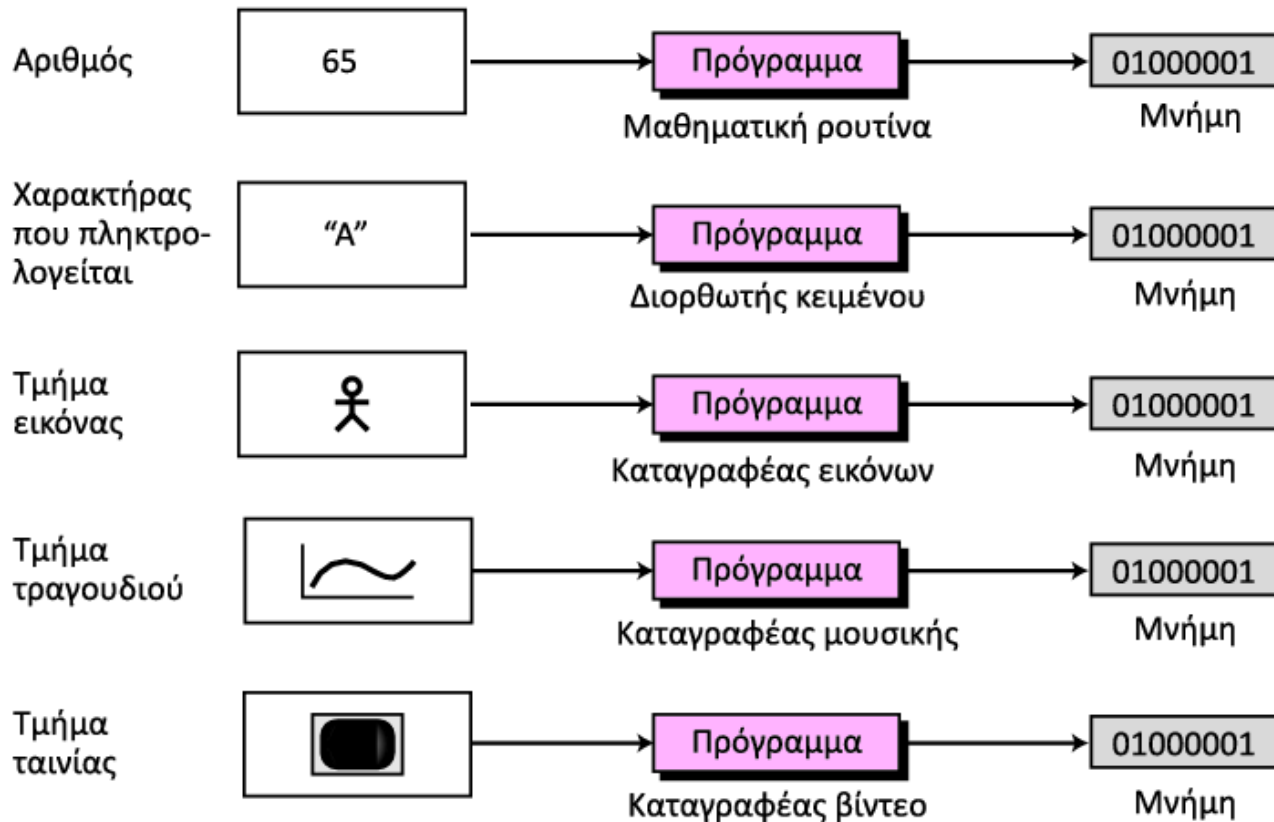 Αριθμός
65
Πρόγραμμα
01000001
Μαθηματική ρουτίνα
Μνήμη
Χαρακτήρας
που πληκτρο-
λογείται
“A”
Πρόγραμμα
01000001
Διορθωτής κειμένου
Μνήμη
Τμήμα
εικόνας
Πρόγραμμα
01000001
Καταγραφέας εικόνων
Μνήμη
Τμήμα
τραγουδιού
Πρόγραμμα
01000001
Καταγραφέας μουσικής
Μνήμη
Τμήμα
ταινίας
Πρόγραμμα
01000001
Καταγραφέας βίντεο
Μνήμη